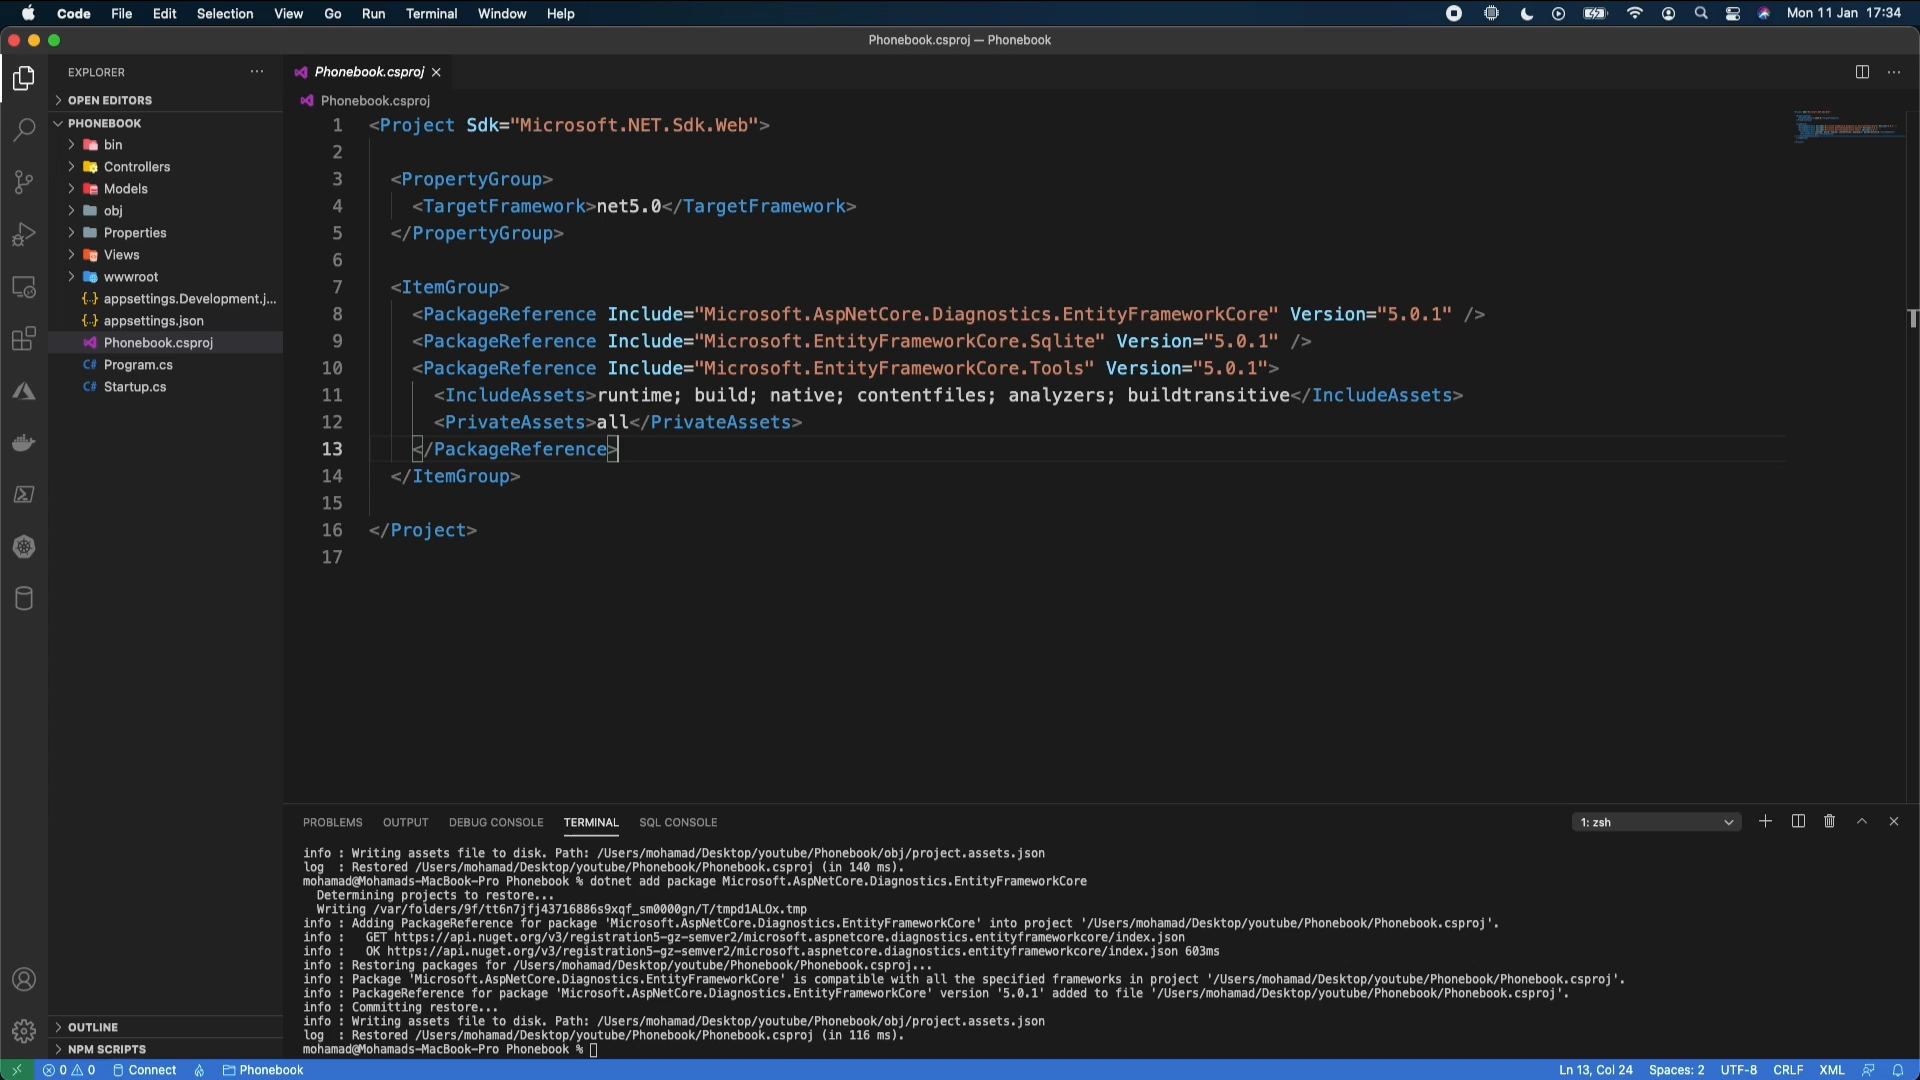 Code File Edit Selection View Go Run Terminal Window Help Mon 11 Jan 17:34
Phonebook.csproj — Phonebook
EXPLORER
OPEN EDITORS
PHONEBOOK
bin
Controllers
Models
obj
Properties
Views
wwwroot
{..} appsettings.Development.j...
{..} appsettings.json
Phonebook.csproj
C# Program.cs
C# Startup.cs
OUTLINE
NPM SCRIPTS
Phonebook.csproj
Phonebook.csproj
1 <Project Sdk="Microsoft.NET.Sdk.Web">
2
3 <PropertyGroup>
4 <TargetFramework>net5.0</TargetFramework>
5 </PropertyGroup>
6
7 <ItemGroup>
8 <PackageReference Include="Microsoft.AspNetCore.Diagnostics.EntityFrameworkCore" Version="5.0.1" />
9 <PackageReference Include="Microsoft.EntityFrameworkCore.Sqlite" Version="5.0.1" />
10 <PackageReference Include="Microsoft.EntityFrameworkCore.Tools" Version="5.0.1">
11 <IncludeAssets>runtime; build; native; contentfiles; analyzers; buildtransitive</IncludeAssets>
12 <PrivateAssets>all</PrivateAssets>
13 </PackageReference>
14 </ItemGroup>
15
16 </Project>
17
PROBLEMS OUTPUT DEBUG CONSOLE TERMINAL SQL CONSOLE 1: zsh
info : Writing assets file to disk. Path: /Users/mohamad/Desktop/youtube/Phonebook/obj/project.assets.json
log : Restored /Users/mohamad/Desktop/youtube/Phonebook/Phonebook.csproj (in 140 ms).
mohamad@Mohamads-MacBook-Pro Phonebook % dotnet add package Microsoft.AspNetCore.Diagnostics.EntityFrameworkCore
Determining projects to restore...
Writing /var/folders/9f/tt6n7jfj43716886s9xqf_sm0000gn/T/tmpd1ALOx.tmp
info : Adding PackageReference for package 'Microsoft.AspNetCore.Diagnostics.EntityFrameworkCore' into project '/Users/mohamad/Desktop/youtube/Phonebook/Phonebook.csproj'.
info : GET https://api.nuget.org/v3/registration5-gz-semver2/microsoft.aspnetcore.diagnostics.entityframeworkcore/index.json
info : OK https://api.nuget.org/v3/registration5-gz-semver2/microsoft.aspnetcore.diagnostics.entityframeworkcore/index.json 603ms
info : Restoring packages for /Users/mohamad/Desktop/youtube/Phonebook/Phonebook.csproj...
info : Package 'Microsoft.AspNetCore.Diagnostics.EntityFrameworkCore' is compatible with all the specified frameworks in project '/Users/mohamad/Desktop/youtube/Phonebook/Phonebook.csproj'.
info : PackageReference for package 'Microsoft.AspNetCore.Diagnostics.EntityFrameworkCore' version '5.0.1' added to file '/Users/mohamad/Desktop/youtube/Phonebook/Phonebook.csproj'.
info : Committing restore...
info : Writing assets file to disk. Path: /Users/mohamad/Desktop/youtube/Phonebook/obj/project.assets.json
log : Restored /Users/mohamad/Desktop/youtube/Phonebook/Phonebook.csproj (in 116 ms).
mohamad@Mohamads-MacBook-Pro Phonebook %
0 0 Connect Phonebook Ln 13, Col 24 Spaces: 2 UTF-8 CRLF XML